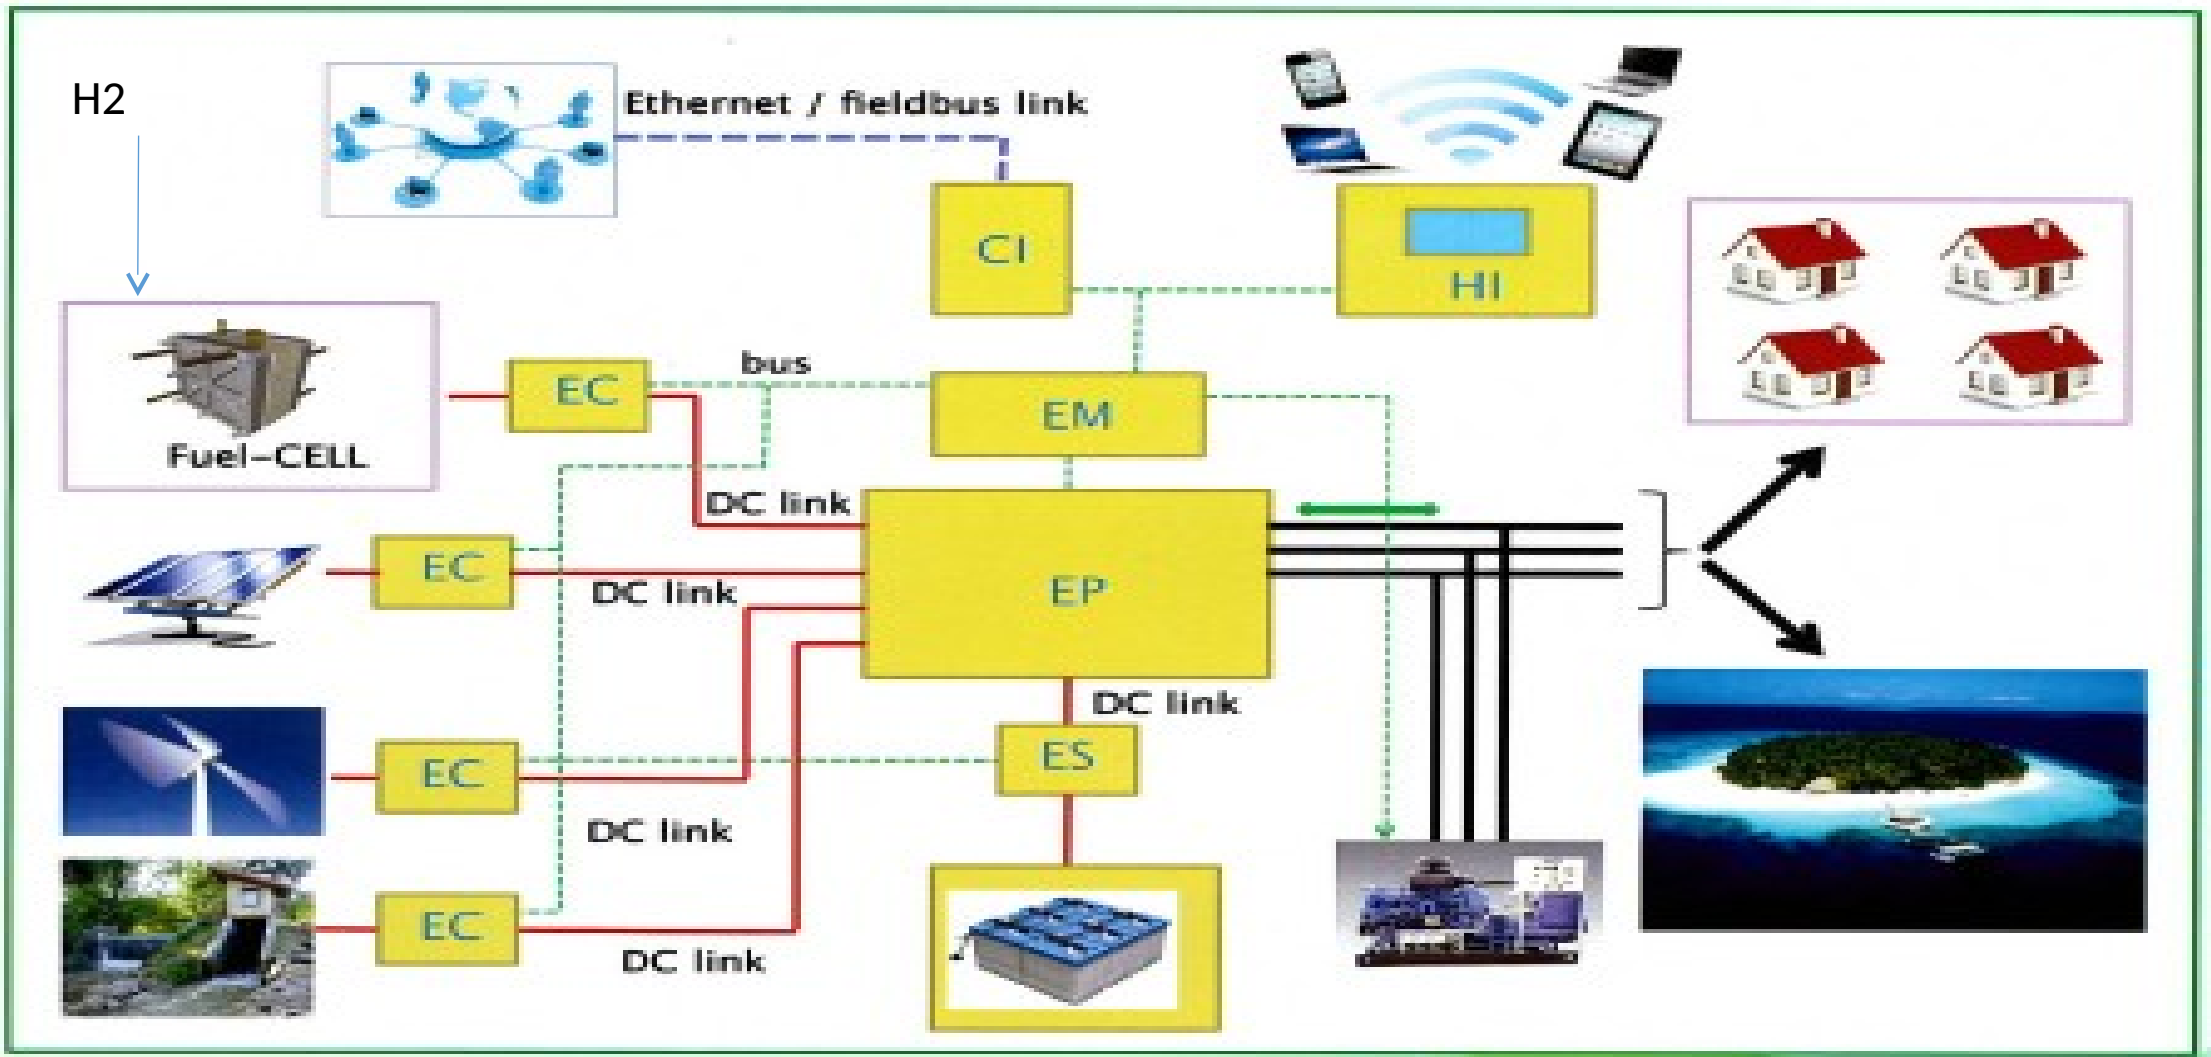 H2
Ethernet / fieldbus link
CI
HI
bus
EC
EM
Fuel-CELL
DC link
EC
DC link
EP
DC link
ES
EC
DC link
EC
DC link